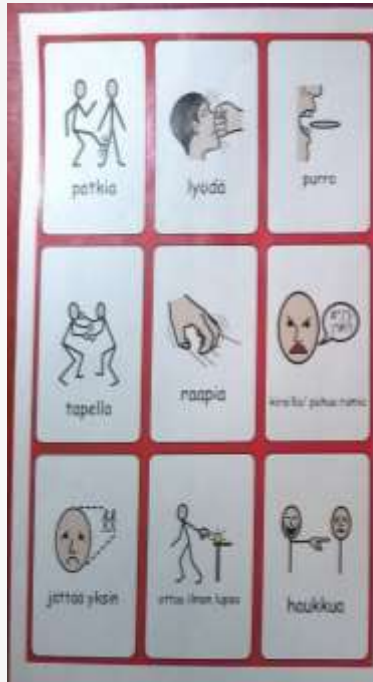 potkia
lyödä
purra
tapella
raapia
kiroilla/ puhua rumia
jättää yksin
ottaa ilman lupaa
haukkua